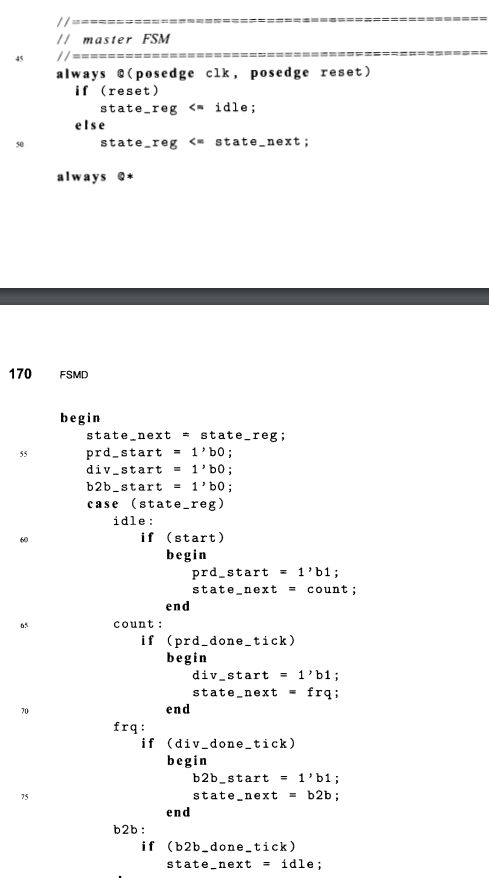 //==================================================
// master FSM
45 //==================================================
always @(posedge clk, posedge reset)
if (reset)
state_reg <= idle;
else
50 state_reg <= state_next;
always @*
170 FSMD
begin
state_next = state_reg;
55 prd_start = 1'b0;
div_start = 1'b0;
b2b_start = 1'b0;
case (state_reg)
idle:
60 if (start)
begin
prd_start = 1'b1;
state_next = count;
end
65 count:
if (prd_done_tick)
begin
div_start = 1'b1;
state_next = frq;
70 end
frq:
if (div_done_tick)
begin
b2b_start = 1'b1;
75 state_next = b2b;
end
b2b:
if (b2b_done_tick)
state_next = idle;